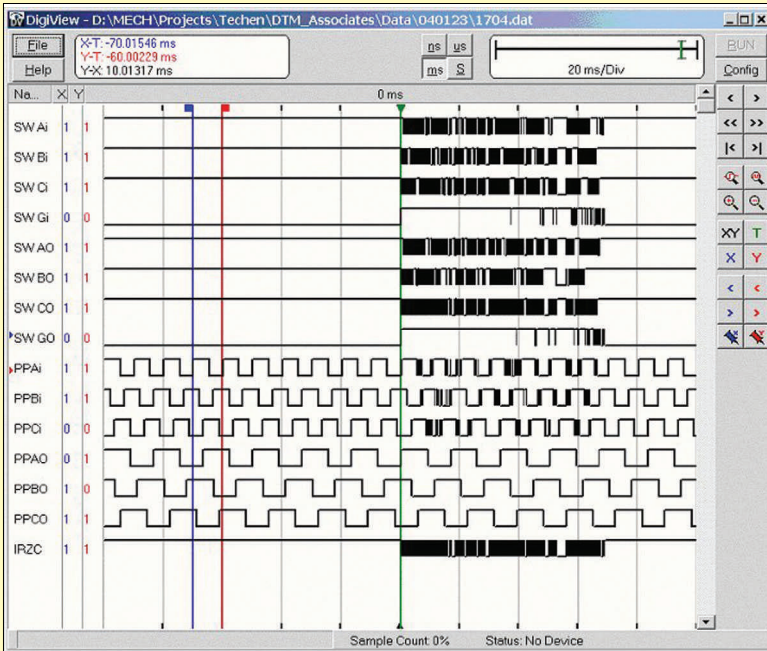 DigiView - D:\MECH\Projects\Techen\DTM_Associates\Data\040123\1704.dat
File
Help
X-T: -70.01546 ms
Y-T: -60.00229 ms
Y-X: 10.01317 ms
ns us
ms S
20 ms/Div
RUN
Config
Na... X Y
0 ms
SW Ai 1 1
SW Bi 1 1
SW Ci 1 1
SW Gi 0 0
SW AO 1 1
SW BO 1 1
SW CO 1 1
SW GO 0 0
PPAi 1 1
PPBi 1 1
PPCi 0 0
PPAO 0 1
PPBO 1 0
PPCO 1 1
IRZC 1 1
< >
<< >>
|< >|
XY T
X Y
< <
> >
Sample Count: 0% Status: No Device